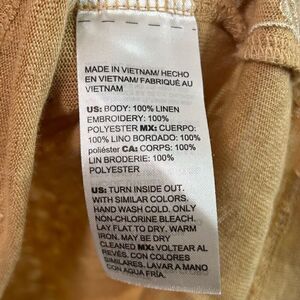 MADE IN VIETNAM/ HECHO
EN VIETNAM/ FABRIQUÉ AU
VIETNAM
US: BODY: 100% LINEN
EMBROIDERY: 100%
POLYESTER MX: CUERPO:
100% LINO BORDADO: 100%
poliéster CA: CORPS: 100%
LIN BRODERIE: 100%
POLYESTER
US: TURN INSIDE OUT.
WITH SIMILAR COLORS.
HAND WASH COLD. ONLY
NON-CHLORINE BLEACH.
LAY FLAT TO DRY. WARM
IRON. MAY BE DRY
CLEANED MX: VOLTEAR AL
REVÉS. CON COLORES
SIMILARES. LAVAR A MANO
CON AGUA FRÍA.